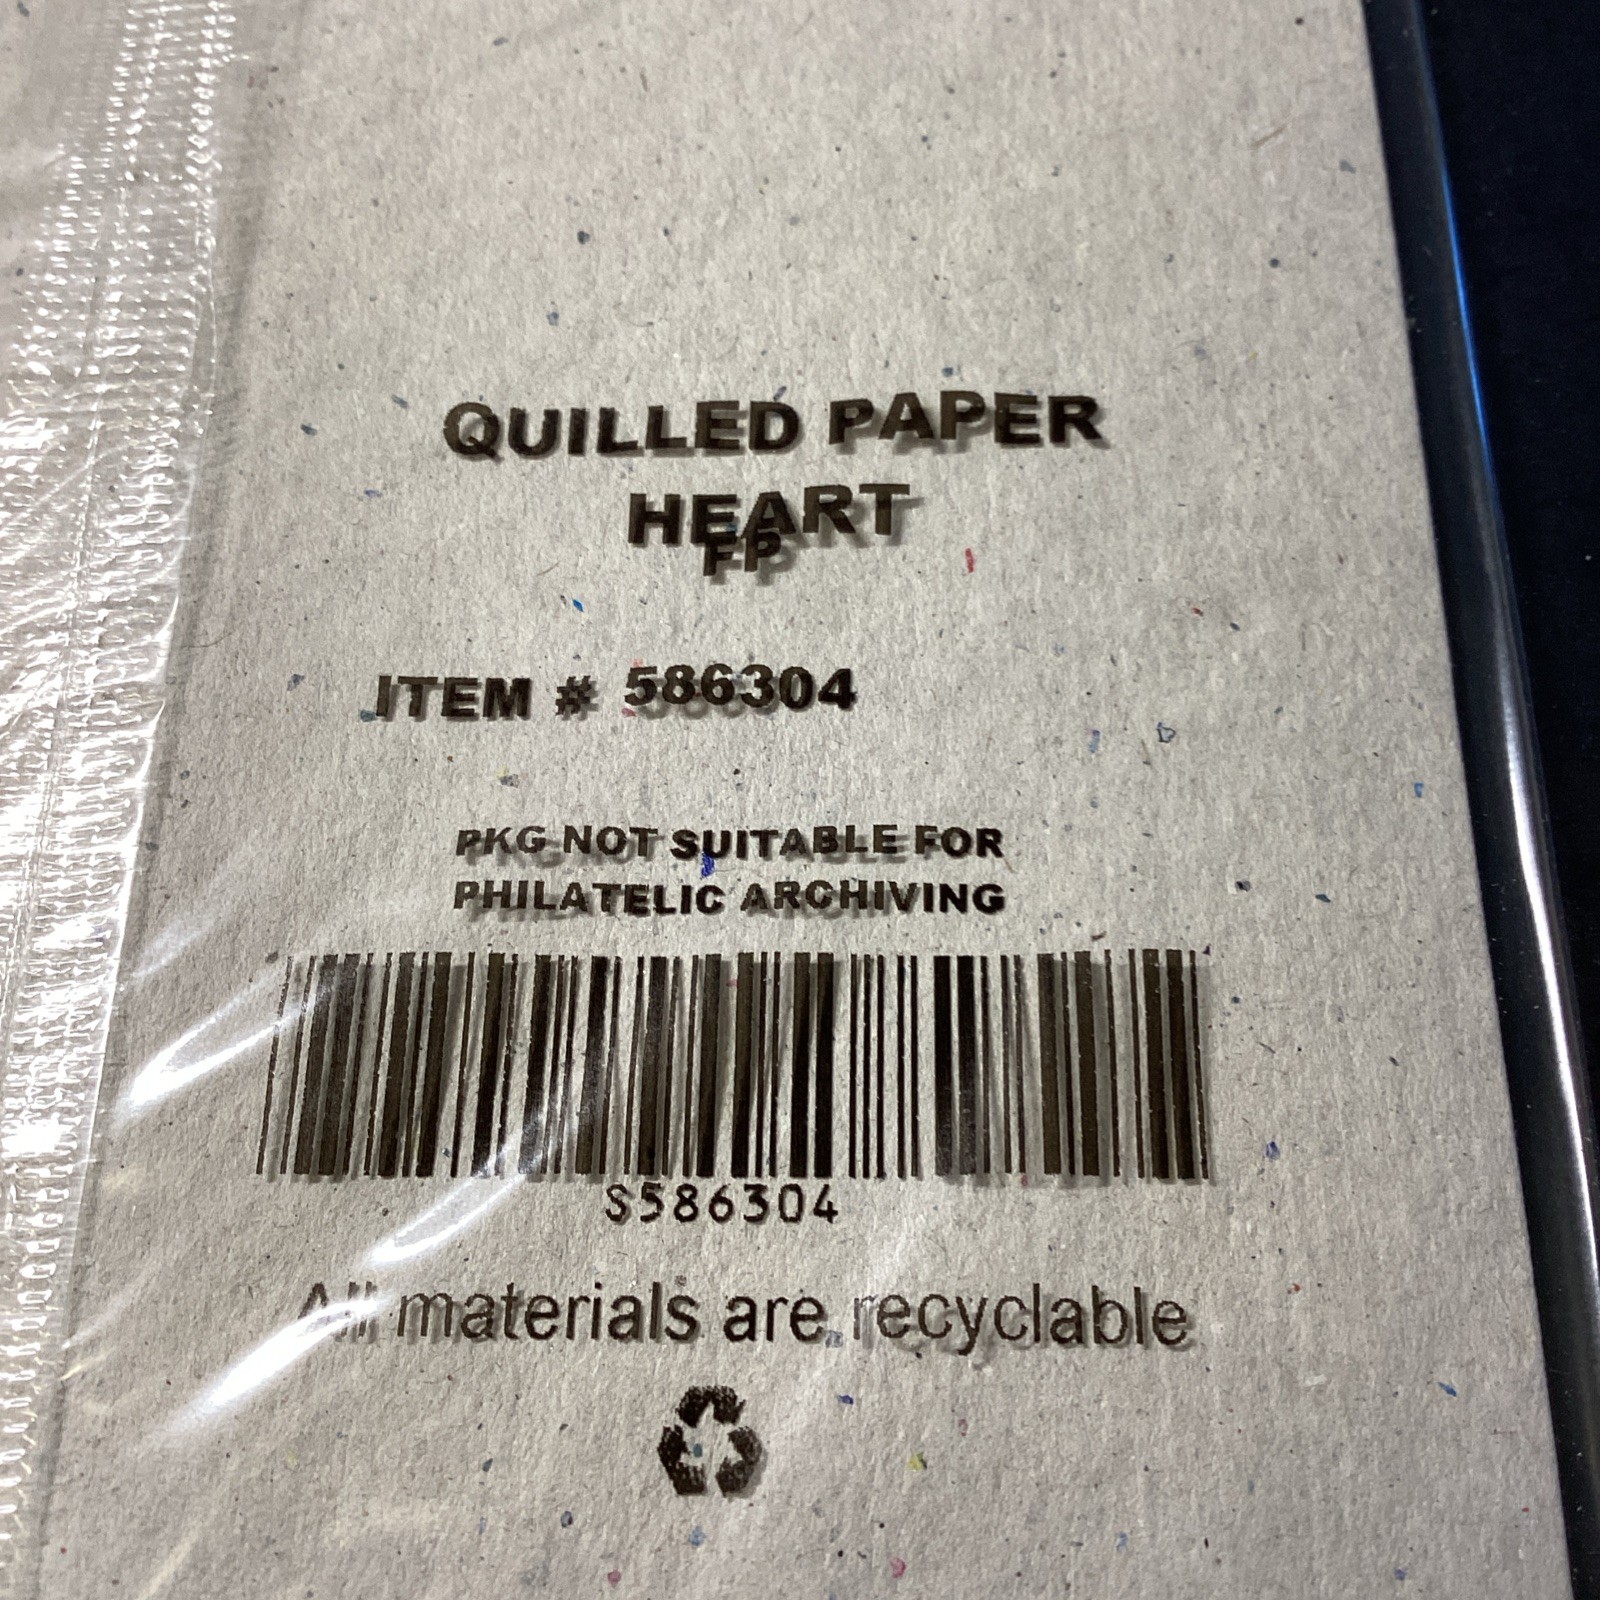 QUILLED PAPER
HEART
FP
ITEM # 586304
PKG NOT SUITABLE FOR
PHILATELIC ARCHIVING
S586304
All materials are recyclable